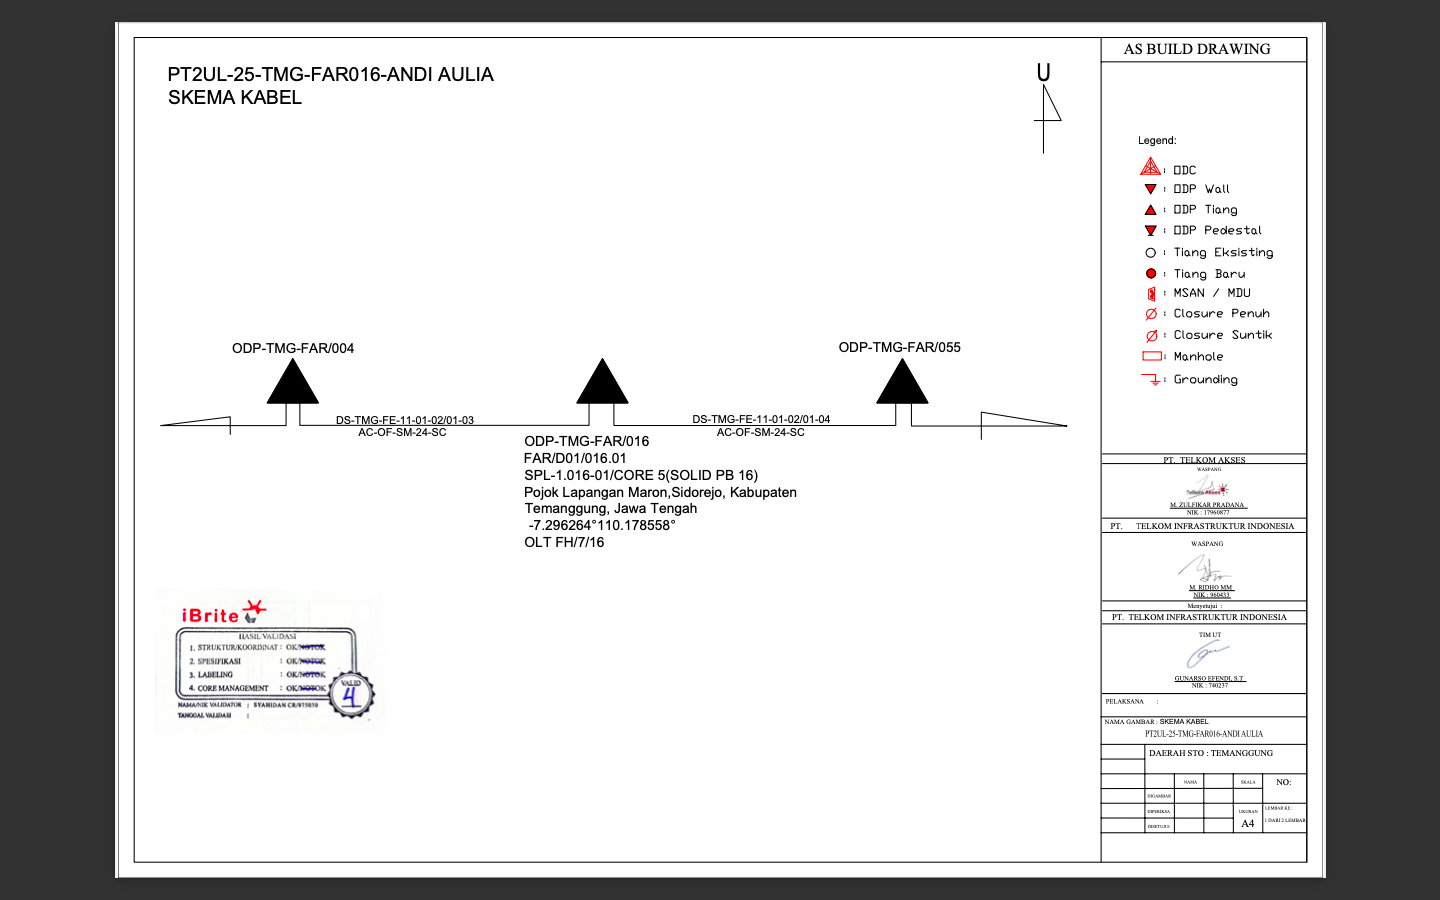 PT2UL-25-TMG-FAR016-ANDI AULIA
SKEMA KABEL
U
ODP-TMG-FAR/004
ODP-TMG-FAR/055
DS-TMG-FE-11-01-02/01-03
AC-OF-SM-24-SC
DS-TMG-FE-11-01-02/01-04
AC-OF-SM-24-SC
ODP-TMG-FAR/016
FAR/D01/016.01
SPL-1.016-01/CORE 5(SOLID PB 16)
Pojok Lapangan Maron,Sidorejo, Kabupaten
Temanggung, Jawa Tengah
-7.296264°110.178558°
OLT FH/7/16
iBrite
HASIL VALIDASI
1. STRUKTUR/KOORDINAT : OK/NOTOK
2. SPESIFIKASI : OK/NOTOK
3. LABELING : OK/NOTOK
4. CORE MANAGEMENT : OK/NOTOK
VALID
4
NAMA/NIK VALIDATOR : SYAHIDAN CR/975030
TANGGAL VALIDASI :
AS BUILD DRAWING
Legend:
: ODC
: ODP Wall
: ODP Tiang
: ODP Pedestal
: Tiang Eksisting
: Tiang Baru
: MSAN / MDU
: Closure Penuh
: Closure Suntik
: Manhole
: Grounding
PT. TELKOM AKSES
WASPANG
Telkom Akses
M. ZULFIKAR PRADANA
NIK : 17960877
PT. TELKOM INFRASTRUKTUR INDONESIA
WASPANG
M. RIDHO MM
NIK : 960433
Menyetujui :
PT. TELKOM INFRASTRUKTUR INDONESIA
TIM UT
GUNARSO EFENDI, S.T
NIK : 740237
PELAKSANA :
NAMA GAMBAR : SKEMA KABEL
PT2UL-25-TMG-FAR016-ANDI AULIA
DAERAH STO : TEMANGGUNG
NAMA
SKALA
NO:
DIGAMBAR
DIPERIKSA
UKURAN
LEMBAR KE :
DISETUJUI
A4
1 DARI 2 LEMBAR